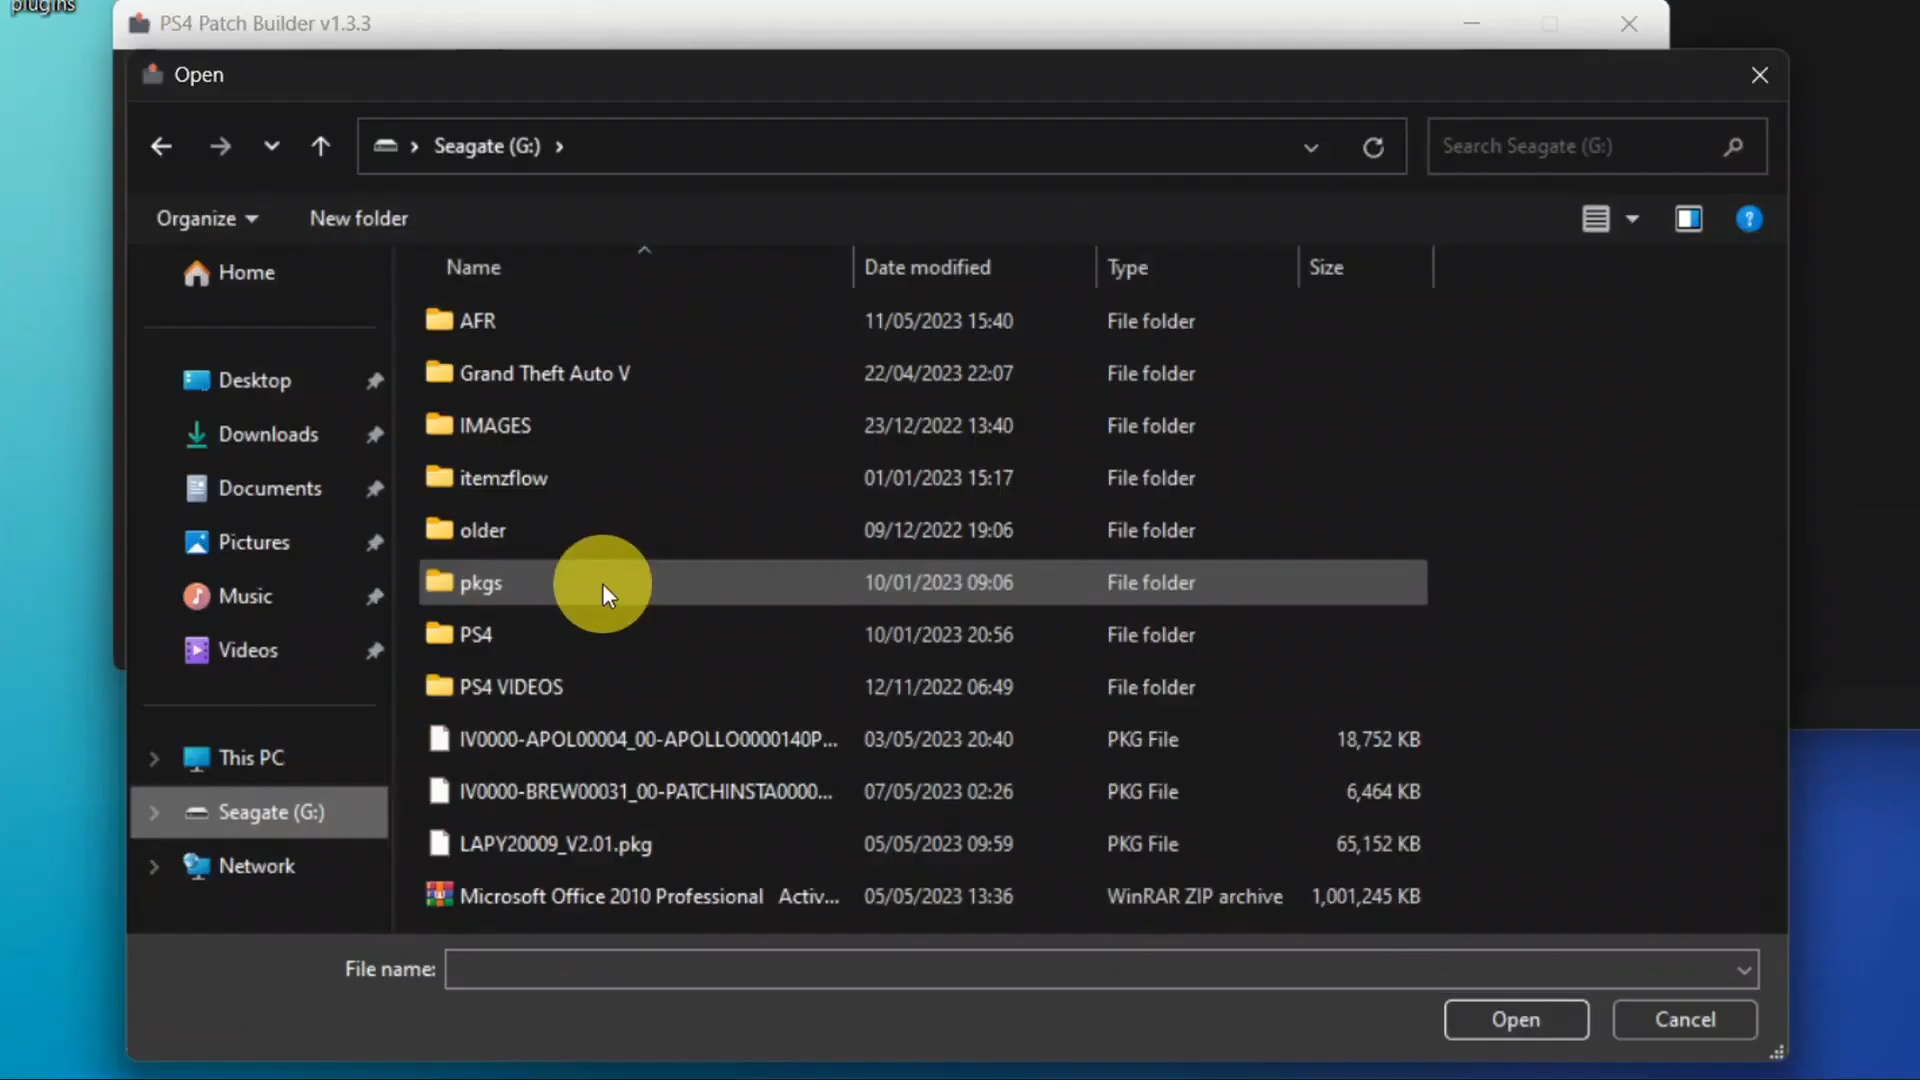 plugins
PS4 Patch Builder v1.3.3
Open
Seagate (G:)
Search Seagate (G:)
Organize
New folder
?
Home
Desktop
Downloads
Documents
Pictures
Music
Videos
This PC
Seagate (G:)
Network
Name Date modified Type Size
AFR 11/05/2023 15:40 File folder
Grand Theft Auto V 22/04/2023 22:07 File folder
IMAGES 23/12/2022 13:40 File folder
itemzflow 01/01/2023 15:17 File folder
older 09/12/2022 19:06 File folder
pkgs 10/01/2023 09:06 File folder
PS4 10/01/2023 20:56 File folder
PS4 VIDEOS 12/11/2022 06:49 File folder
IV0000-APOL00004_00-APOLLO0000140P... 03/05/2023 20:40 PKG File 18,752 KB
IV0000-BREW00031_00-PATCHINSTA0000... 07/05/2023 02:26 PKG File 6,464 KB
LAPY20009_V2.01.pkg 05/05/2023 09:59 PKG File 65,152 KB
Microsoft Office 2010 Professional Activ... 05/05/2023 13:36 WinRAR ZIP archive 1,001,245 KB
File name:
Open
Cancel